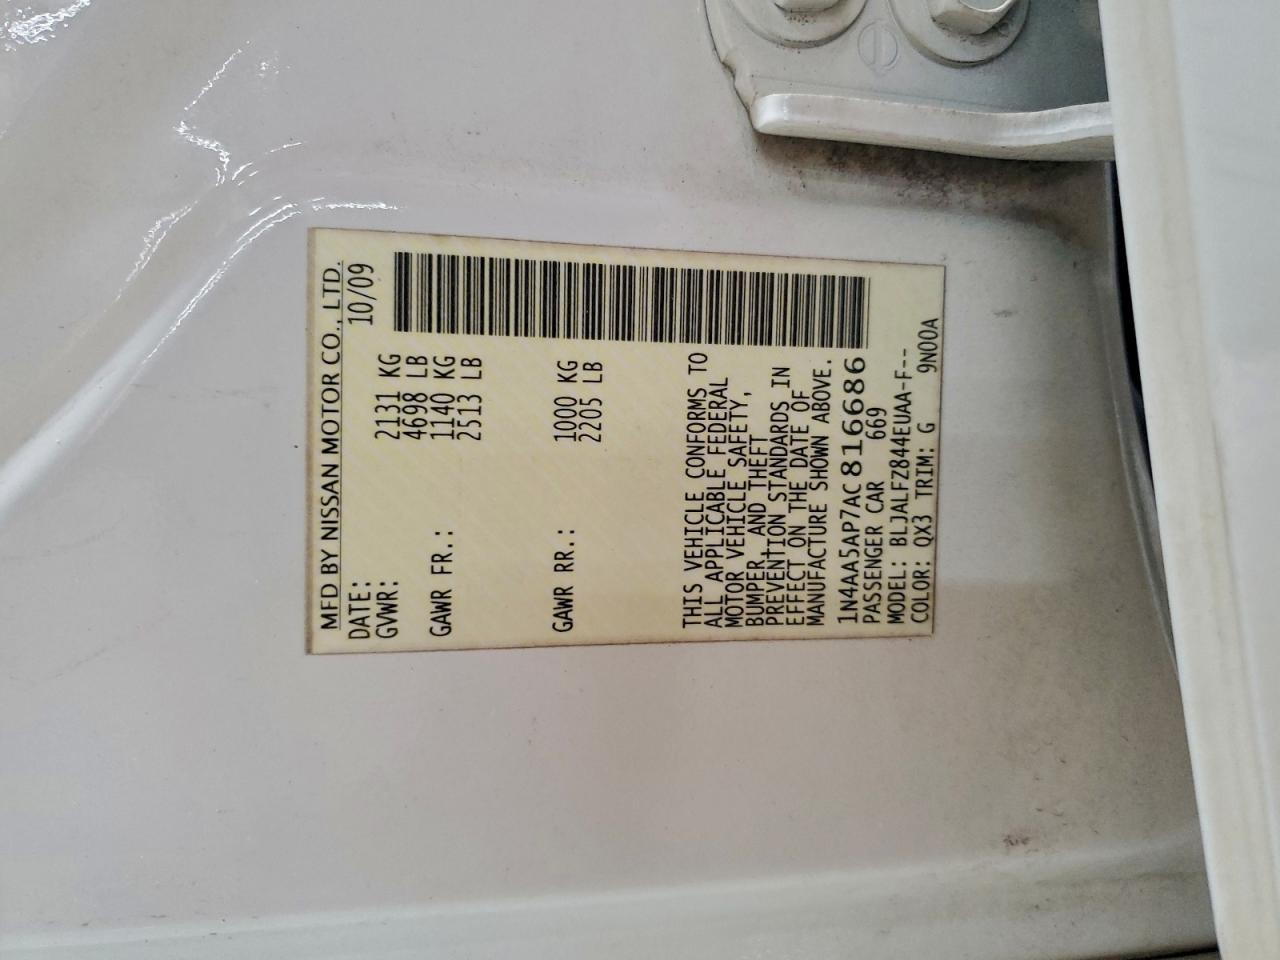 MFD BY NISSAN MOTOR CO., LTD.
DATE: 10/09
GVWR: 2131 KG
4698 LB
GAWR FR.: 1140 KG
2513 LB
GAWR RR.: 1000 KG
2205 LB
THIS VEHICLE CONFORMS TO
ALL APPLICABLE FEDERAL
MOTOR VEHICLE SAFETY,
BUMPER, AND THEFT
PREVENTION STANDARDS IN
EFFECT ON THE DATE OF
MANUFACTURE SHOWN ABOVE.
1N4AA5AP7AC816686
PASSENGER CAR 669
MODEL: BLJALFZ844EUAA-F--
COLOR: QX3 TRIM: G 9N00A